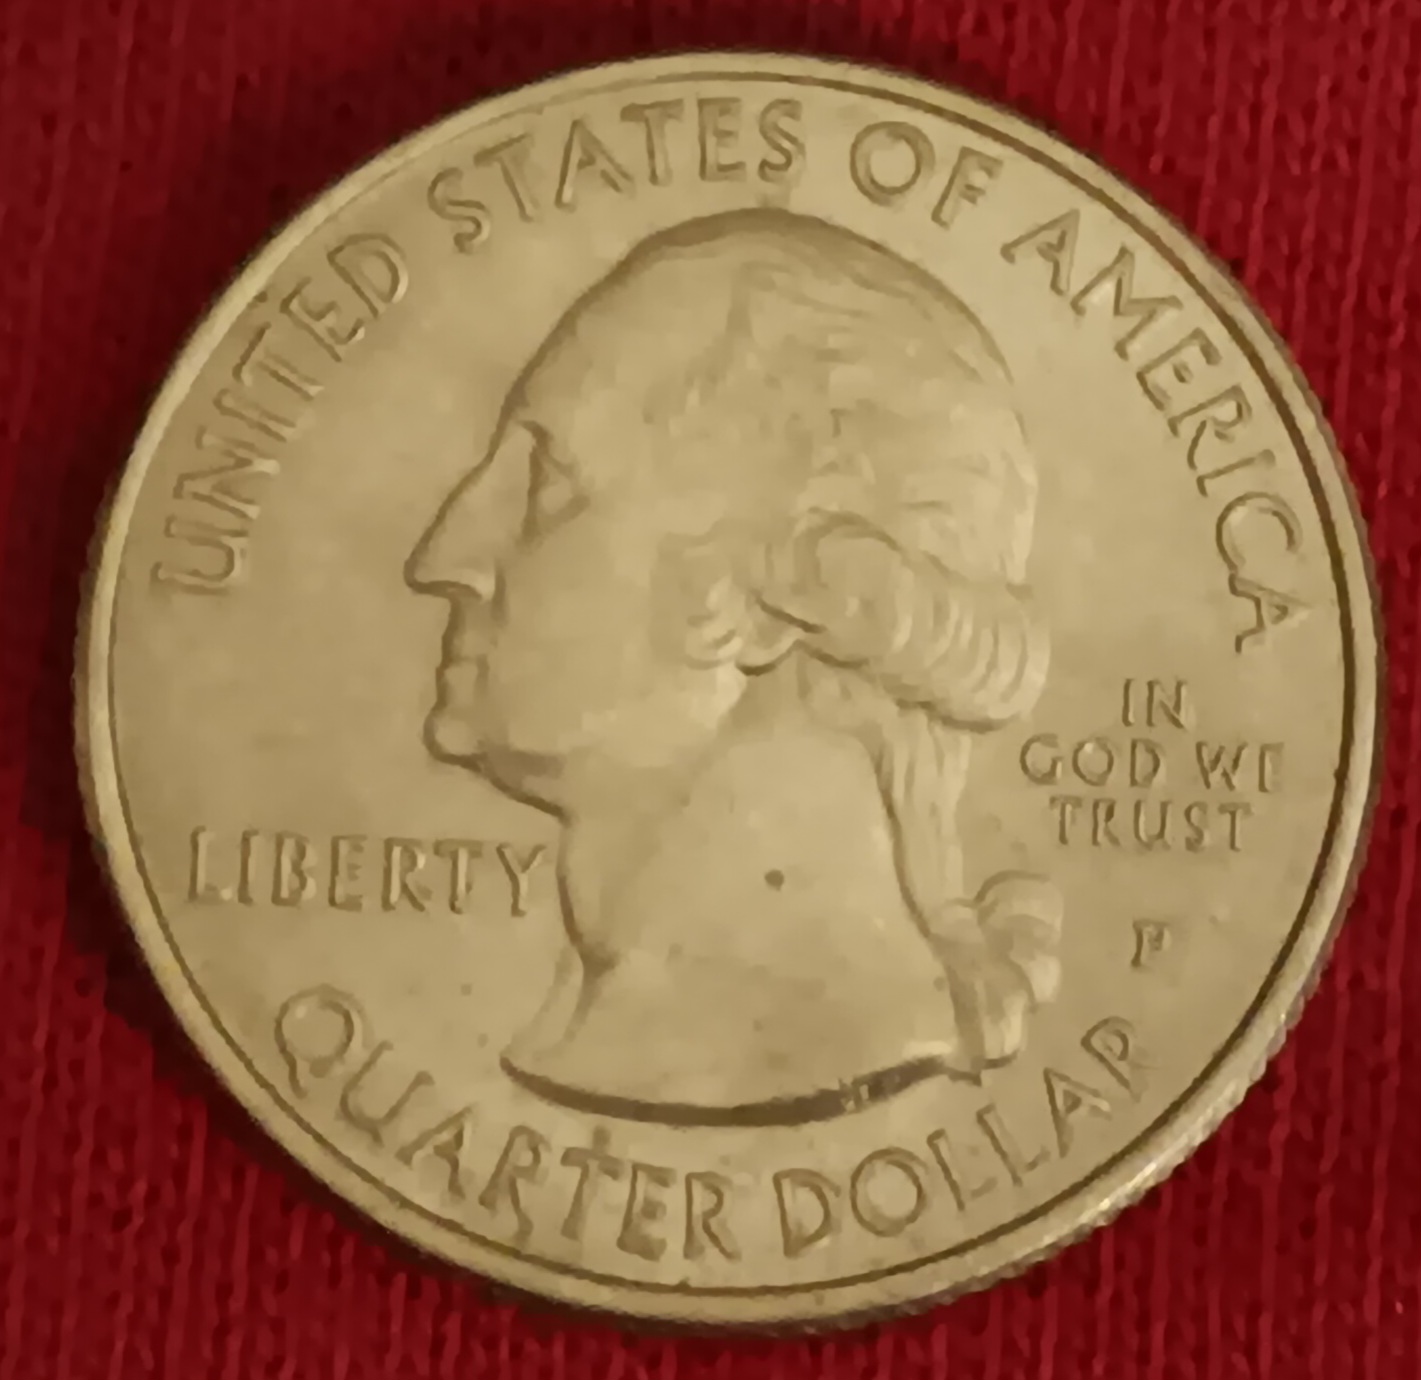 UNITED STATES OF AMERICA
LIBERTY
IN
GOD WE
TRUST
P
QUARTER DOLLAR